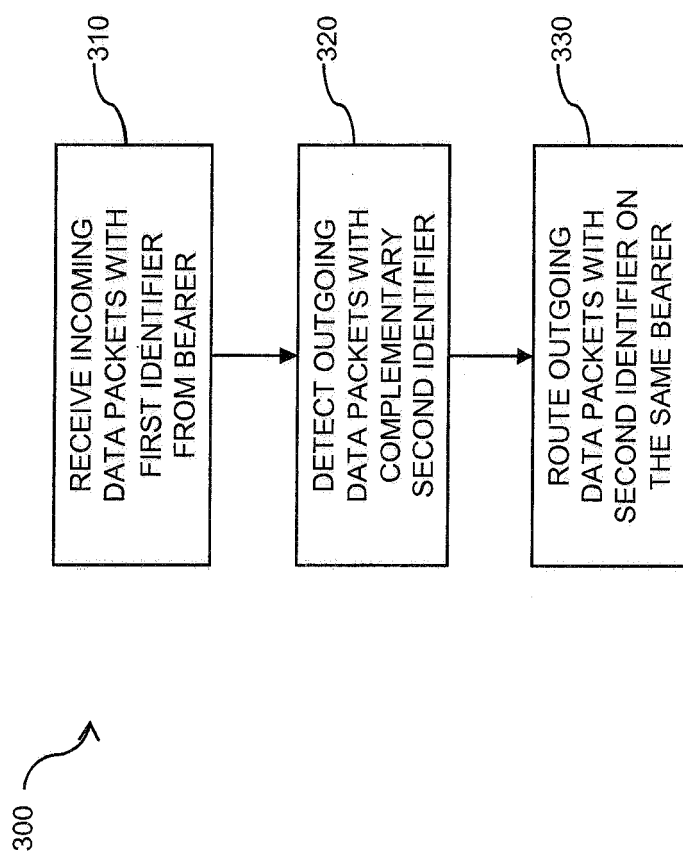 300
RECEIVE INCOMING
DATA PACKETS WITH
FIRST IDENTIFIER
FROM BEARER
310
DETECT OUTGOING
DATA PACKETS WITH
COMPLEMENTARY
SECOND IDENTIFIER
320
ROUTE OUTGOING
DATA PACKETS WITH
SECOND IDENTIFIER ON
THE SAME BEARER
330